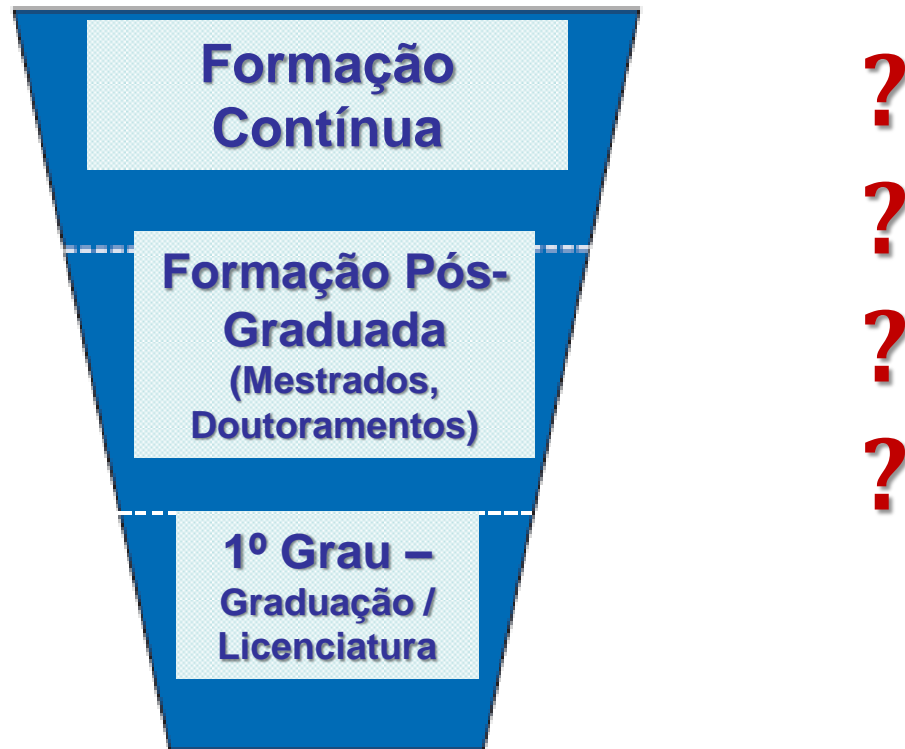 Formação
Contínua
Formação Pós-
Graduada
(Mestrados,
Doutoramentos)
1º Grau –
Graduação /
Licenciatura
?
?
?
?